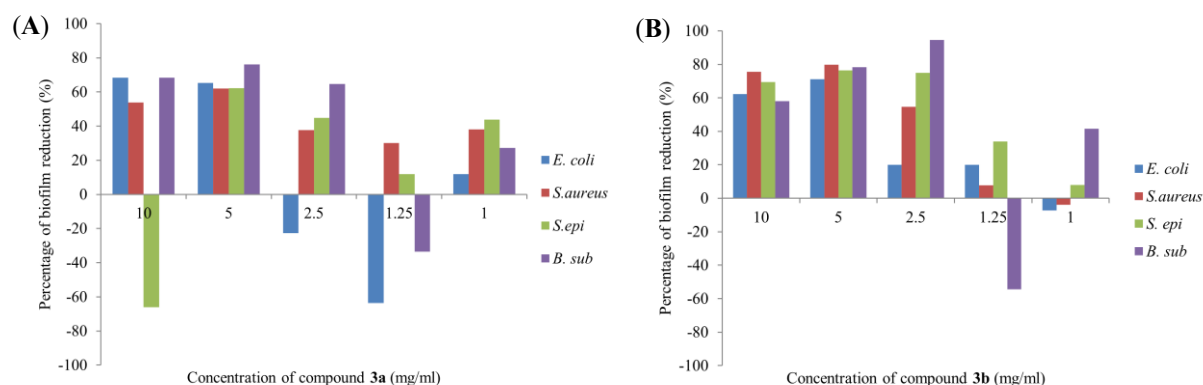 (A)
Percentage of biofilm reduction (%)
100
80
60
40
20
0
-20
-40
-60
-80
-100
10 5 2.5 1.25 1
E. coli
S.aureus
S.epi
B. sub
Concentration of compound 3a (mg/ml)
(B)
Percentage of biofilm reduction (%)
100
80
60
40
20
0
-20
-40
-60
-80
-100
10 5 2.5 1.25 1
E. coli
S.aureus
S. epi
B. sub
Concentration of compound 3b (mg/ml)